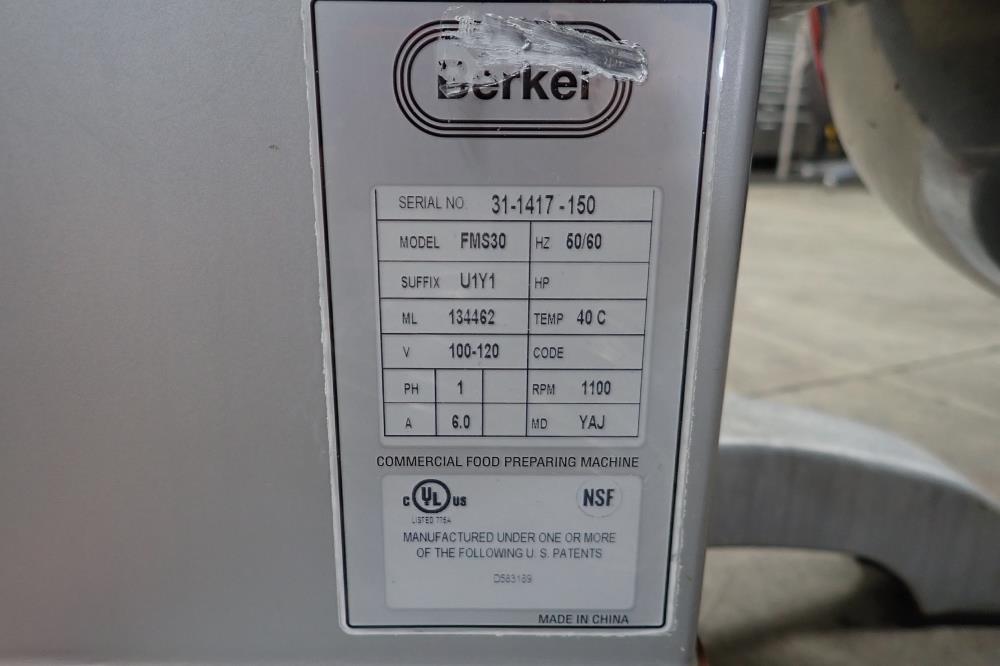 Berkel
SERIAL NO. 31-1417-150
MODEL FMS30 HZ 50/60
SUFFIX U1Y1 HP
ML 134462 TEMP 40 C
V 100-120 CODE
PH 1 RPM 1100
A 6.0 MD YAJ
COMMERCIAL FOOD PREPARING MACHINE
C UL US NSF
LISTED 776A
MANUFACTURED UNDER ONE OR MORE
OF THE FOLLOWING U.S. PATENTS
D583189
MADE IN CHINA